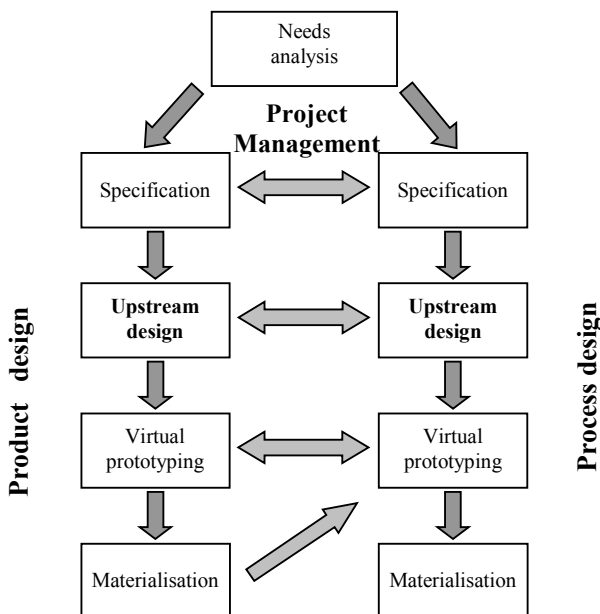 Needs
analysis
Project
Management
Specification
Specification
Upstream
design
Upstream
design
Product design
Process design
Virtual
prototyping
Virtual
prototyping
Materialisation
Materialisation